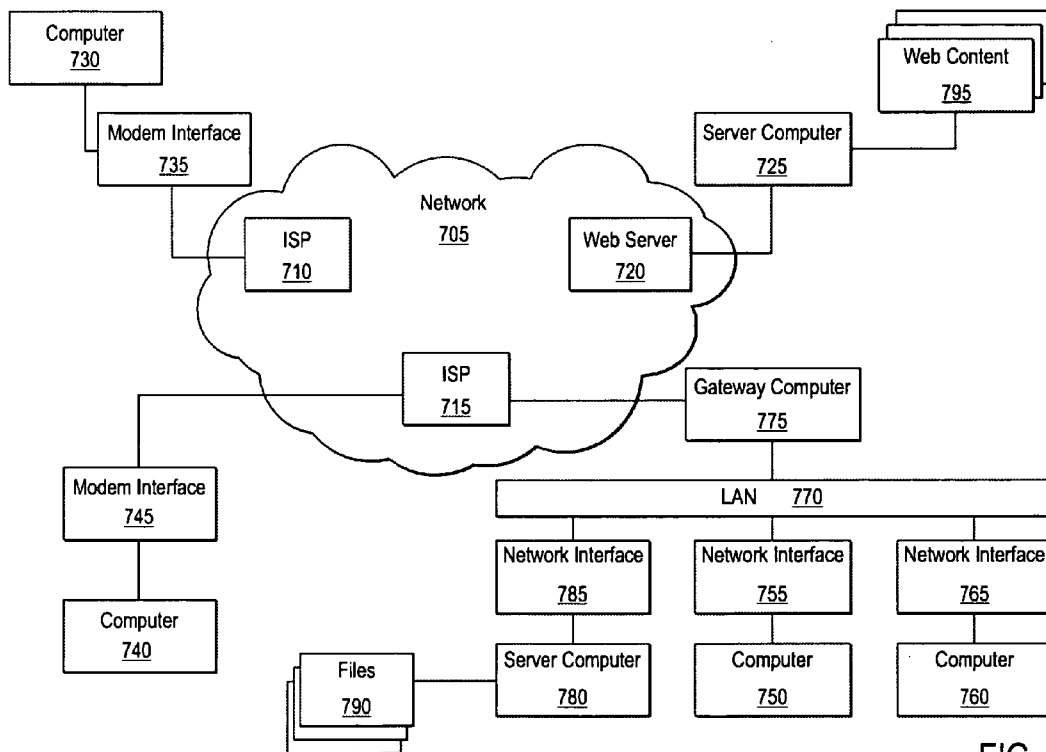 Computer
730
Modem Interface
735
Web Content
795
Server Computer
725
Network
705
ISP
710
Web Server
720
ISP
715
Gateway Computer
775
Modem Interface
745
LAN 770
Network Interface
785
Network Interface
755
Network Interface
765
Computer
740
Files
790
Server Computer
780
Computer
750
Computer
760
FIG